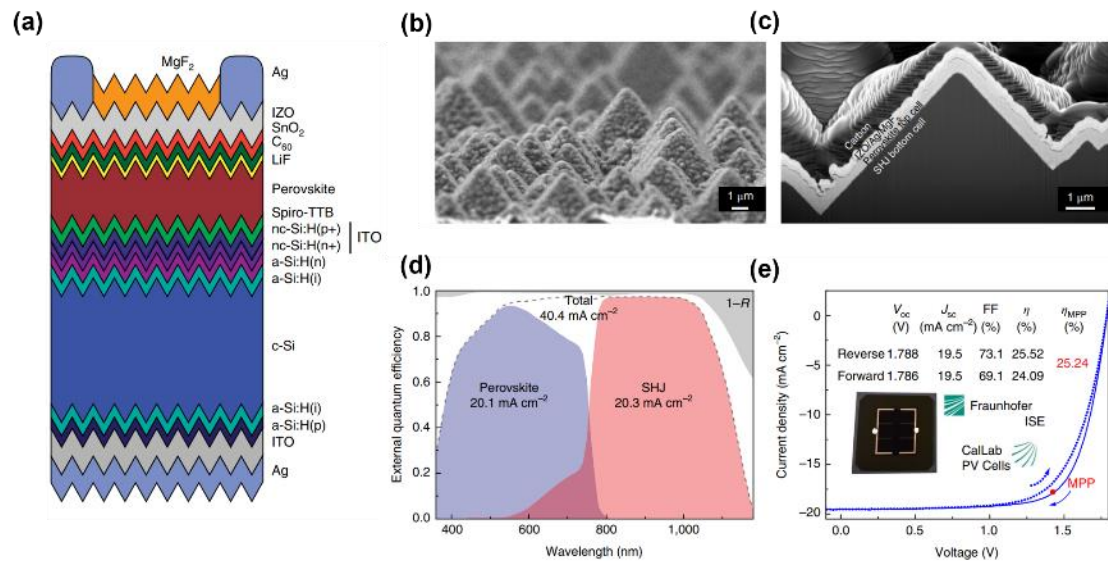 (a)
MgF2
Ag
IZO
SnO2
C60
LiF
Perovskite
Spiro-TTB
nc-Si:H(p+)
nc-Si:H(n+)
ITO
a-Si:H(n)
a-Si:H(i)
c-Si
a-Si:H(i)
a-Si:H(p)
ITO
Ag
(b)
1 μm
(c)
Carbon
IZO/Ag/MgF2
Perovskite top cell
SHJ bottom cell
1 μm
(d)
1.0
0.8
0.6
0.4
0.2
0.0
External quantum efficiency
Total
40.4 mA cm−2
1–R
Perovskite
20.1 mA cm−2
SHJ
20.3 mA cm−2
400 600 800 1,000
Wavelength (nm)
(e)
0
−5
−10
−15
−20
Current density (mA cm−2)
Voc Jsc FF η ηMPP
(V) (mA cm−2) (%) (%) (%)
Reverse 1.788 19.5 73.1 25.52
25.24
Forward 1.786 19.5 69.1 24.09
Fraunhofer
ISE
CalLab
PV Cells
MPP
0.0 0.5 1.0 1.5
Voltage (V)